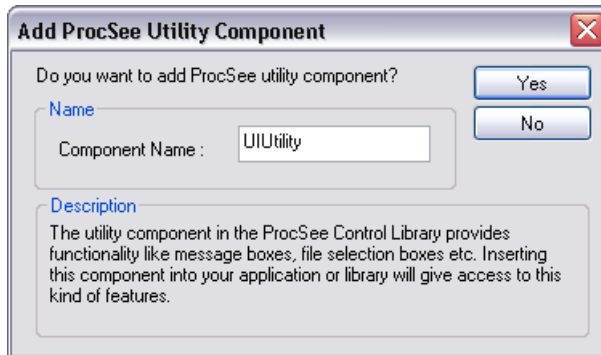 Add ProcSee Utility Component
Do you want to add ProcSee utility component?
Yes
Name
No
Component Name :
UIUtility
Description
The utility component in the ProcSee Control Library provides
functionality like message boxes, file selection boxes etc. Inserting
this component into your application or library will give access to this
kind of features.